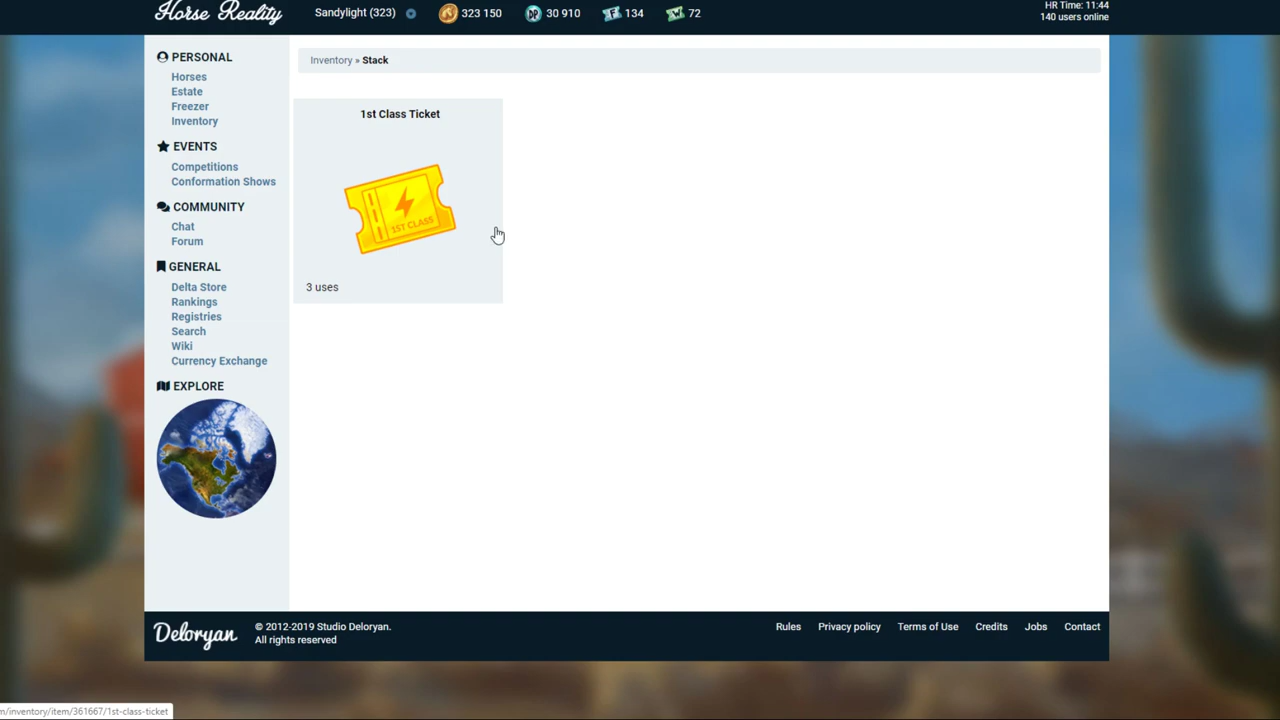 Horse Reality
Sandylight (323)
323 150
DP
30 910
F
134
W
72
HR Time: 11:44
140 users online
PERSONAL
Horses
Estate
Freezer
Inventory
EVENTS
Competitions
Conformation Shows
COMMUNITY
Chat
Forum
GENERAL
Delta Store
Rankings
Registries
Search
Wiki
Currency Exchange
EXPLORE
Inventory » Stack
1st Class Ticket
1ST CLASS
3 uses
Deloryan
© 2012-2019 Studio Deloryan.
All rights reserved
Rules
Privacy policy
Terms of Use
Credits
Jobs
Contact
m/inventory/item/361667/1st-class-ticket